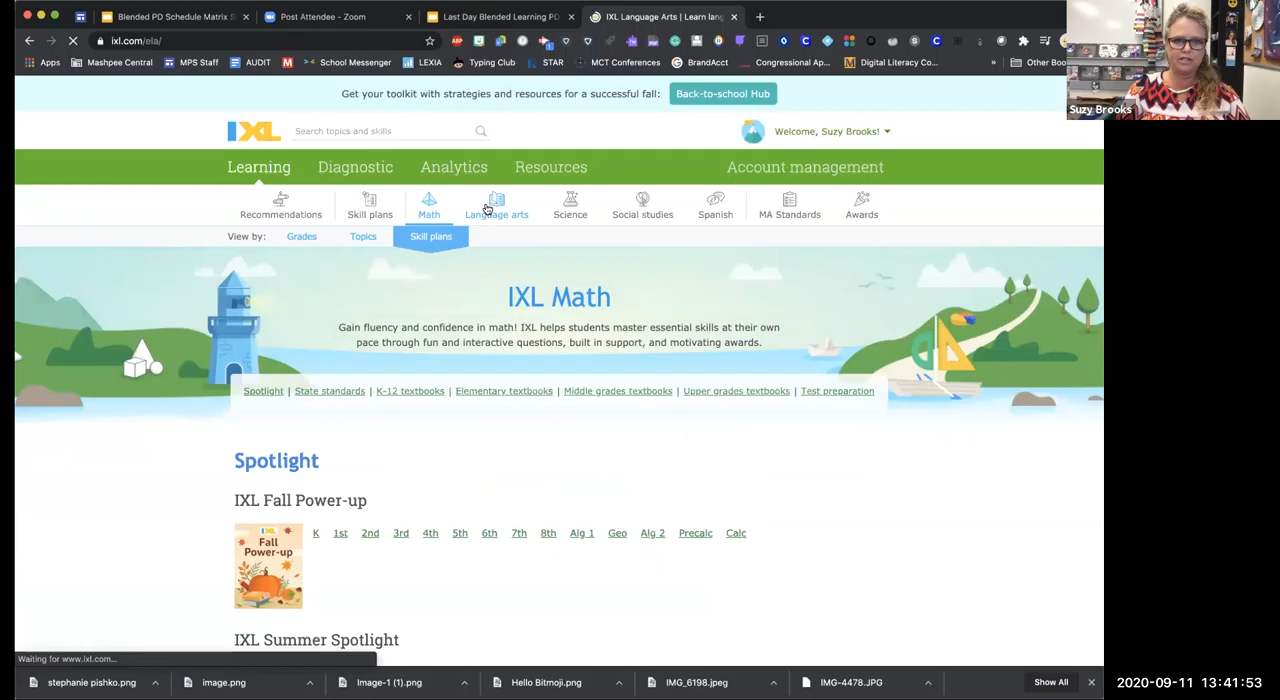 Blended PD Schedule Matrix S
Post Attendee - Zoom
Last Day Blended Learning PD
IXL Language Arts | Learn lang
ixl.com/ela/
Apps
Mashpee Central
MPS Staff
AUDIT
School Messenger
LEXIA
Typing Club
STAR
MCT Conferences
BrandAcct
Congressional Ap...
Digital Literacy Co...
»
Other Boo
Suzy Brooks
Get your toolkit with strategies and resources for a successful fall: Back-to-school Hub
IXL
Search topics and skills
Welcome, Suzy Brooks!
Learning Diagnostic Analytics Resources Account management
Recommendations Skill plans Math Language arts Science Social studies Spanish MA Standards Awards
View by: Grades Topics Skill plans
IXL Math
Gain fluency and confidence in math! IXL helps students master essential skills at their own
pace through fun and interactive questions, built in support, and motivating awards.
Spotlight | State standards | K-12 textbooks | Elementary textbooks | Middle grades textbooks | Upper grades textbooks | Test preparation
Spotlight
IXL Fall Power-up
IXL
Fall
Power-up
K 1st 2nd 3rd 4th 5th 6th 7th 8th Alg 1 Geo Alg 2 Precalc Calc
IXL Summer Spotlight
Waiting for www.ixl.com...
stephanie pishko.png
image.png
Image-1 (1).png
Hello Bitmoji.png
IMG_6198.jpeg
IMG-4478.JPG
Show All
2020-09-11 13:41:53